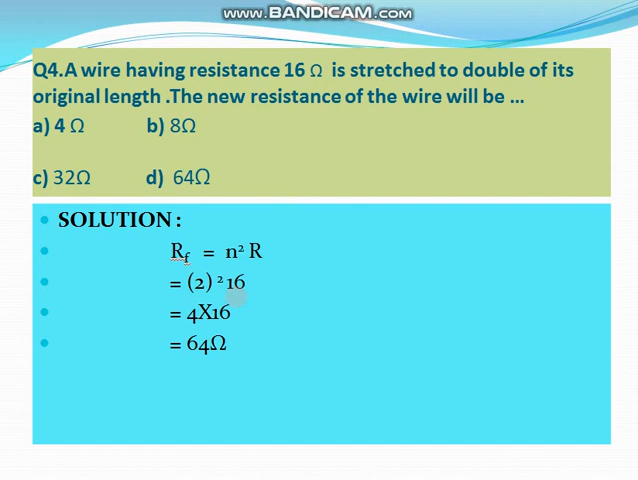 www.BANDICAM.com
Q4.A wire having resistance 16 Ω is stretched to double of its
original length .The new resistance of the wire will be ...
a) 4 Ω b) 8Ω
c) 32Ω d) 64Ω
• SOLUTION :
• R_f = n² R
• = (2) ² 16
• = 4X16
• = 64Ω